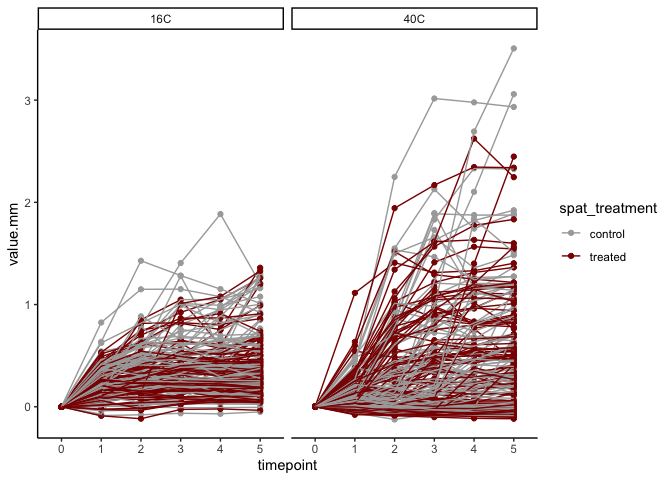 16C
40C
3
2
1
0
value.mm
0 1 2 3 4 5
0 1 2 3 4 5
timepoint
spat_treatment
control
treated